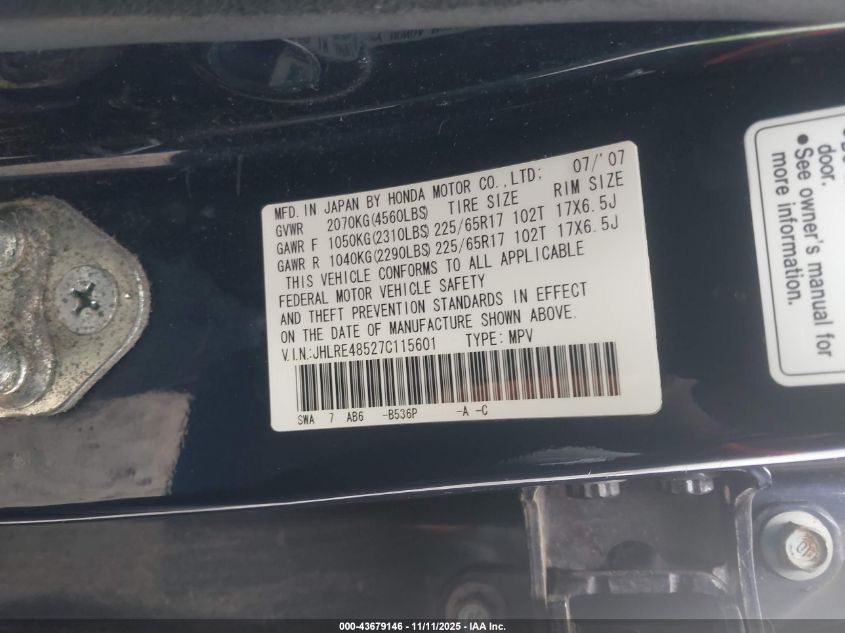 MFD. IN JAPAN BY HONDA MOTOR CO., LTD: 07/'07
GVWR 2070KG(4560LBS) TIRE SIZE RIM SIZE
GAWR F 1050KG(2310LBS) 225/65R17 102T 17X6.5J
GAWR R 1040KG(2290LBS) 225/65R17 102T 17X6.5J
THIS VEHICLE CONFORMS TO ALL APPLICABLE
FEDERAL MOTOR VEHICLE SAFETY
AND THEFT PREVENTION STANDARDS IN EFFECT
ON THE DATE OF MANUFACTURE SHOWN ABOVE.
V.I.N.:JHLRE48527C115601 TYPE: MPV
SWA 7 AB6 -B536P -A -C
door.
● See owner's manual for
more information.
000-43679146 - 11/11/2025 - IAA Inc.